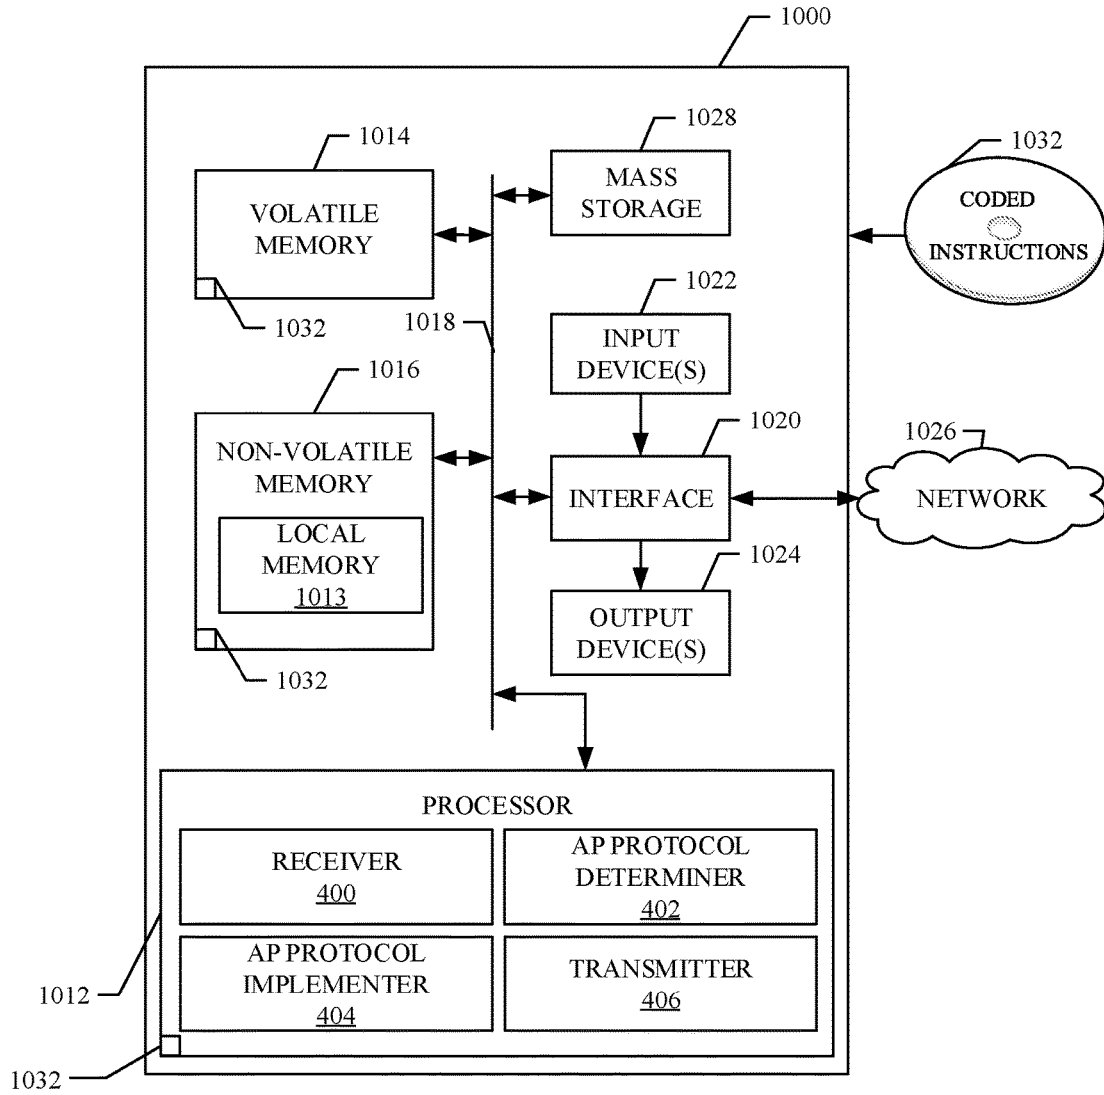 1000
1014
VOLATILE
MEMORY
1032
1028
MASS
STORAGE
1032
CODED
INSTRUCTIONS
1018
1022
INPUT
DEVICE(S)
1016
NON-VOLATILE
MEMORY
LOCAL
MEMORY
1013
1032
1020
INTERFACE
1026
NETWORK
1024
OUTPUT
DEVICE(S)
PROCESSOR
RECEIVER
400
AP PROTOCOL
DETERMINER
402
AP PROTOCOL
IMPLEMENTER
404
TRANSMITTER
406
1012
1032